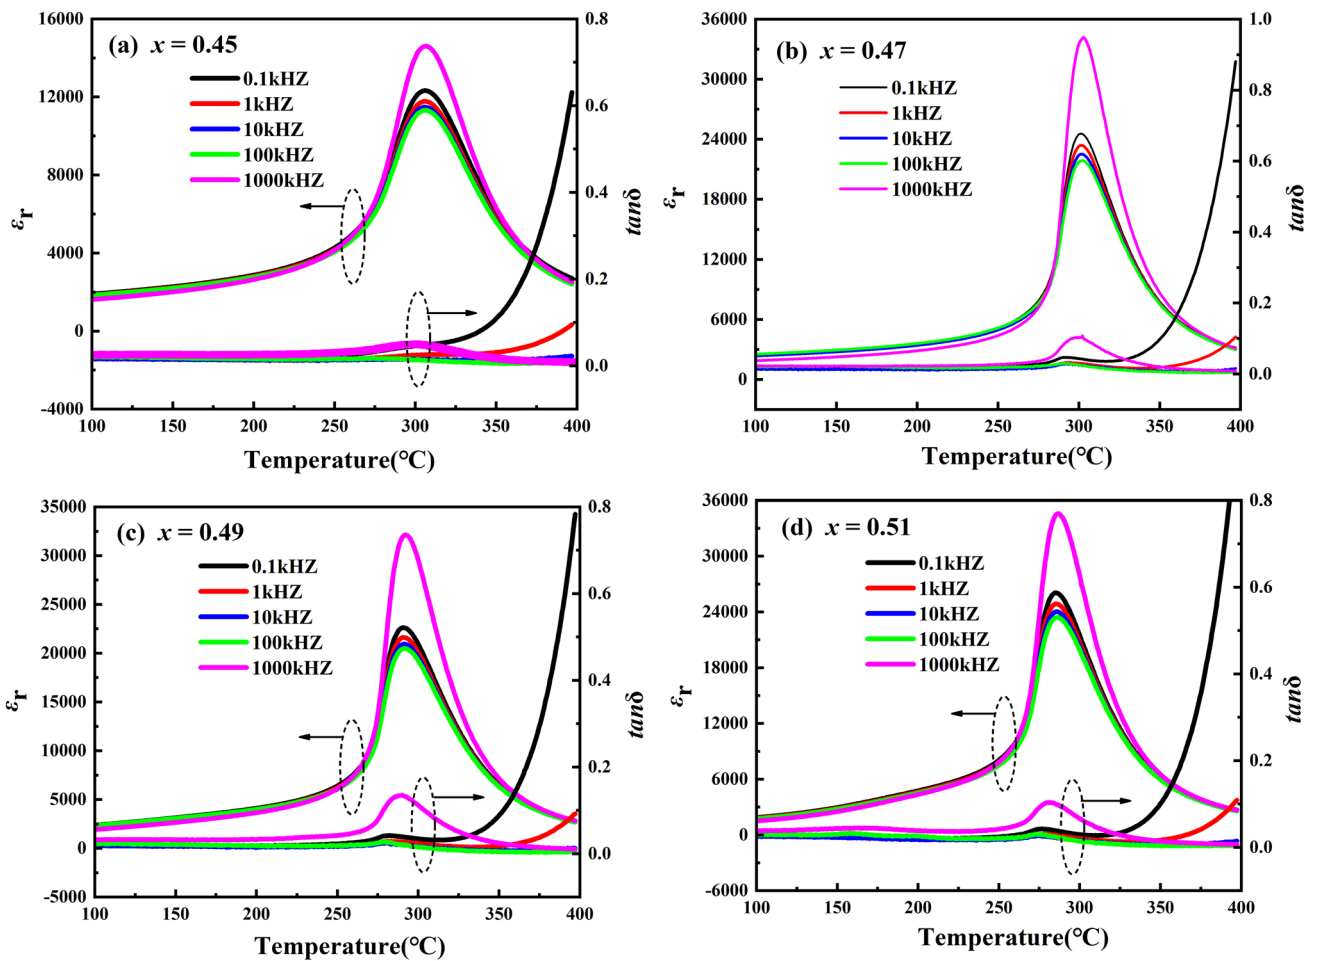 (a) x = 0.45
0.1kHZ
1kHZ
10kHZ
100kHZ
1000kHZ
16000
12000
8000
4000
0
-4000
εr
0.8
0.6
0.4
0.2
0.0
tanδ
100 150 200 250 300 350 400
Temperature(°C)
(b) x = 0.47
0.1kHZ
1kHZ
10kHZ
100kHZ
1000kHZ
36000
30000
24000
18000
12000
6000
0
εr
1.0
0.8
0.6
0.4
0.2
0.0
tanδ
100 150 200 250 300 350 400
Temperature(°C)
(c) x = 0.49
0.1kHZ
1kHZ
10kHZ
100kHZ
1000kHZ
35000
30000
25000
20000
15000
10000
5000
0
-5000
εr
0.8
0.6
0.4
0.2
0.0
tanδ
100 150 200 250 300 350 400
Temperature(°C)
(d) x = 0.51
0.1kHZ
1kHZ
10kHZ
100kHZ
1000kHZ
36000
30000
24000
18000
12000
6000
0
-6000
εr
0.8
0.6
0.4
0.2
0.0
tanδ
100 150 200 250 300 350 400
Temperature(°C)